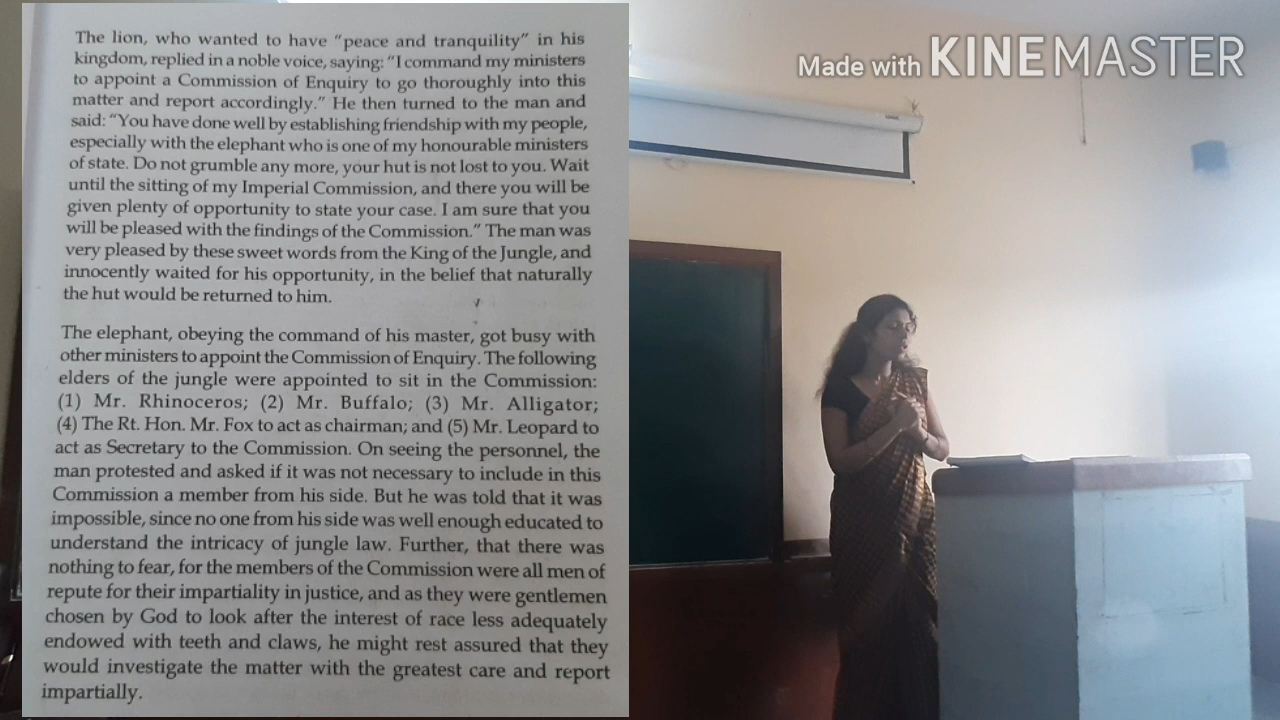 The lion, who wanted to have “peace and tranquility” in his
kingdom, replied in a noble voice, saying: “I command my ministers
to appoint a Commission of Enquiry to go thoroughly into this
matter and report accordingly.” He then turned to the man and
said: “You have done well by establishing friendship with my people,
especially with the elephant who is one of my honourable ministers
of state. Do not grumble any more, your hut is not lost to you. Wait
until the sitting of my Imperial Commission, and there you will be
given plenty of opportunity to state your case. I am sure that you
will be pleased with the findings of the Commission.” The man was
very pleased by these sweet words from the King of the Jungle, and
innocently waited for his opportunity, in the belief that naturally
the hut would be returned to him.
The elephant, obeying the command of his master, got busy with
other ministers to appoint the Commission of Enquiry. The following
elders of the jungle were appointed to sit in the Commission:
(1) Mr. Rhinoceros; (2) Mr. Buffalo; (3) Mr. Alligator;
(4) The Rt. Hon. Mr. Fox to act as chairman; and (5) Mr. Leopard to
act as Secretary to the Commission. On seeing the personnel, the
man protested and asked if it was not necessary to include in this
Commission a member from his side. But he was told that it was
impossible, since no one from his side was well enough educated to
understand the intricacy of jungle law. Further, that there was
nothing to fear, for the members of the Commission were all men of
repute for their impartiality in justice, and as they were gentlemen
chosen by God to look after the interest of race less adequately
endowed with teeth and claws, he might rest assured that they
would investigate the matter with the greatest care and report
impartially.
Made with KINEMASTER